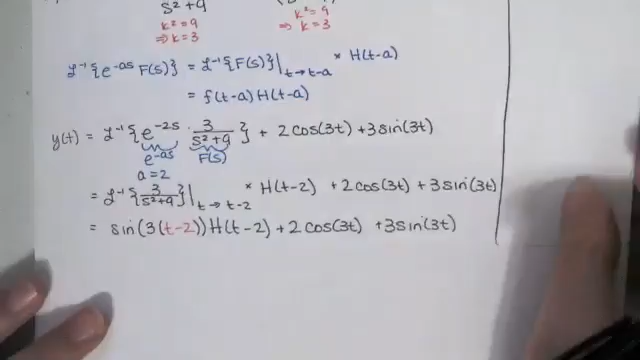 s²+9
k²=9 k²=9
⇒k=3 ⇒k=3
ℒ⁻¹{e^-as F(s)} = ℒ⁻¹{F(s)}|t→t-a * H(t-a)
= f(t-a)H(t-a)
y(t) = ℒ⁻¹{e^-2s · 3/(s²+9)} + 2cos(3t) + 3sin(3t)
e^-as F(s)
a=2
= ℒ⁻¹{3/(s²+9)}|t→t-2 * H(t-2) + 2cos(3t) + 3sin(3t)
= sin(3(t-2))H(t-2) + 2cos(3t) + 3sin(3t)